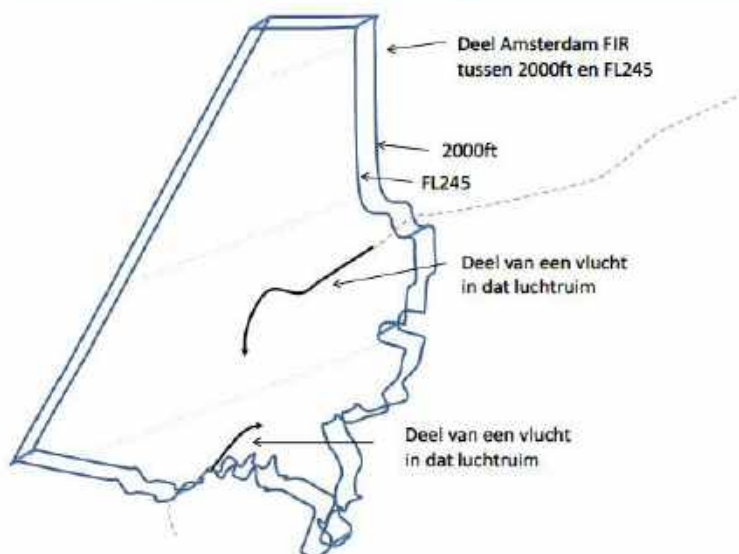 Deel Amsterdam FIR
tussen 2000ft en FL245
2000ft
FL245
Deel van een vlucht
in dat luchtruim
Deel van een vlucht
in dat luchtruim